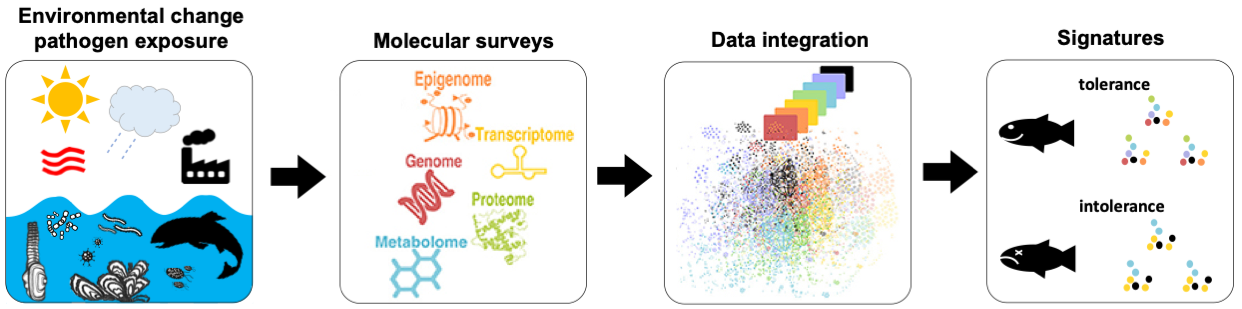 Environmental change
pathogen exposure
Molecular surveys
Data integration
Signatures
Epigenome
Transcriptome
Genome
Proteome
Metabolome
tolerance
intolerance